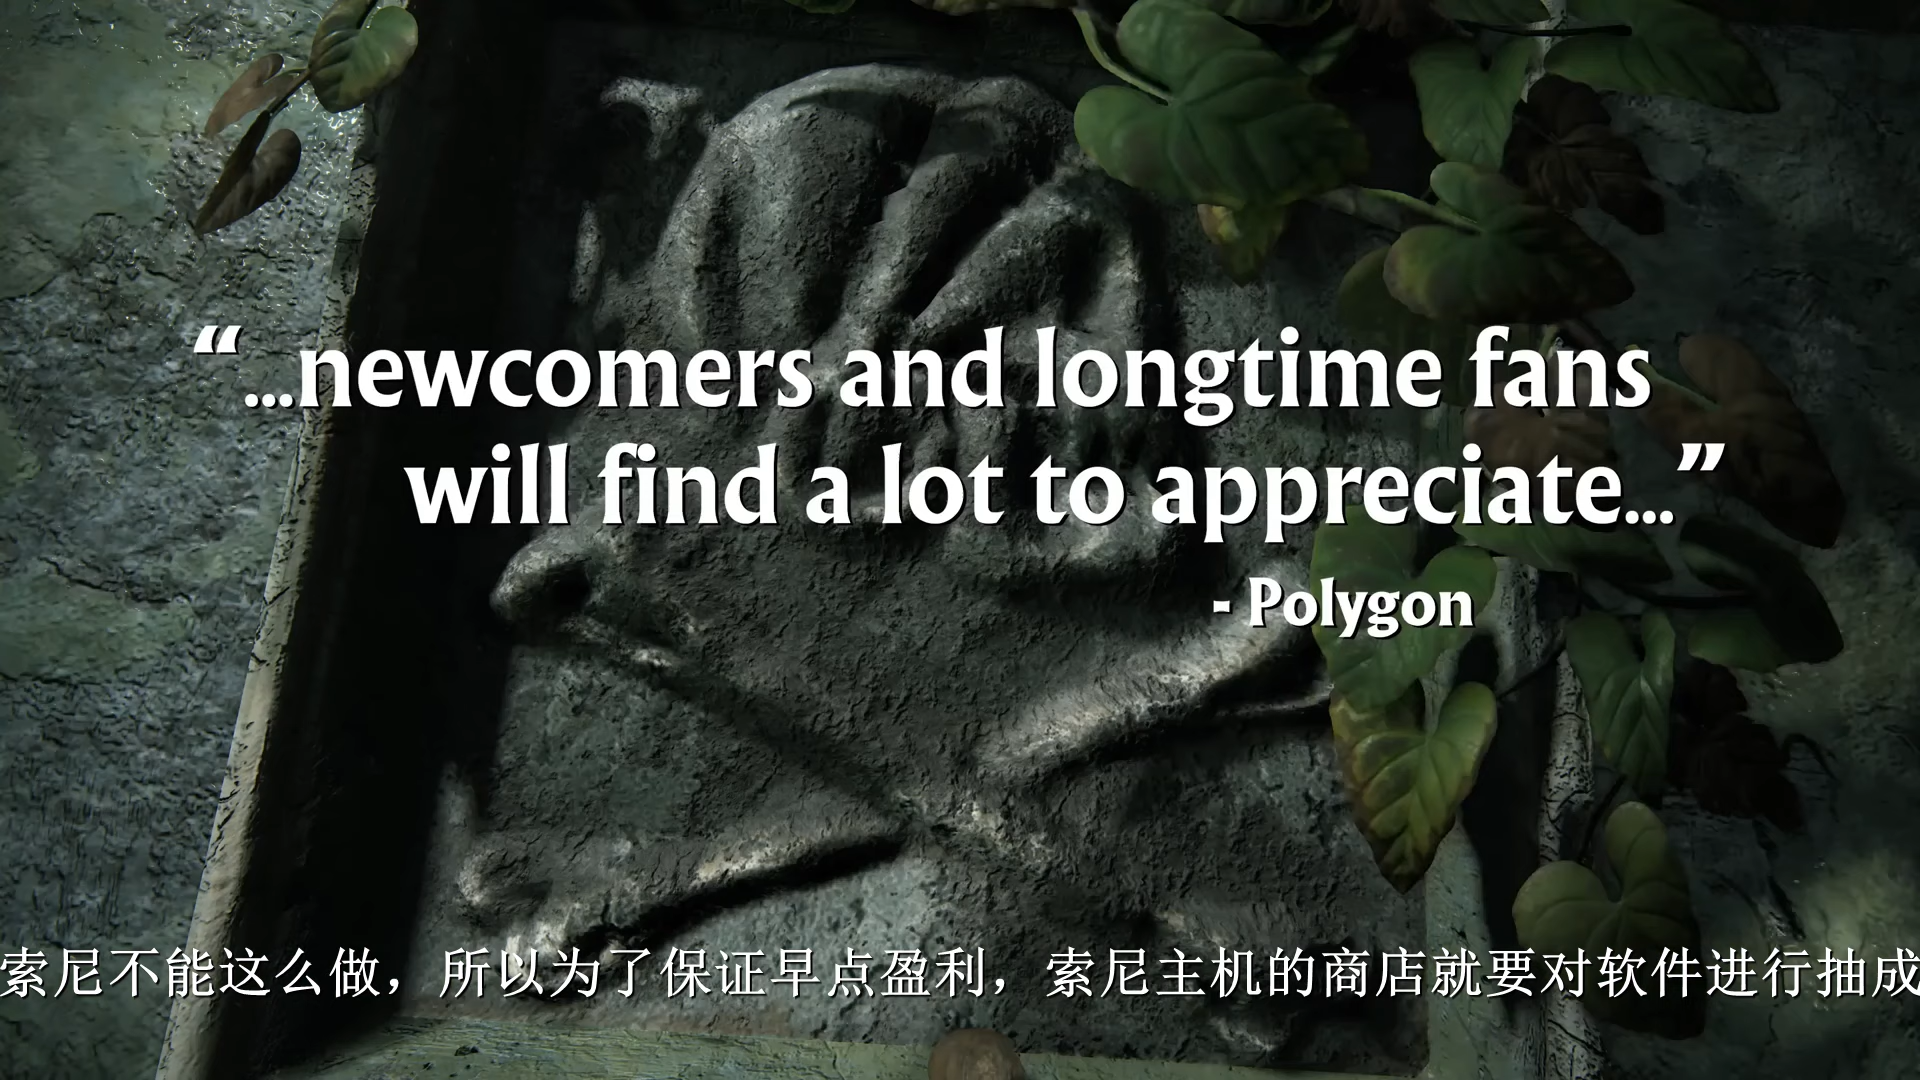 “...newcomers and longtime fans
will find a lot to appreciate...”
- Polygon
索尼不能这么做，所以为了保证早点盈利，索尼主机的商店就要对软件进行抽成